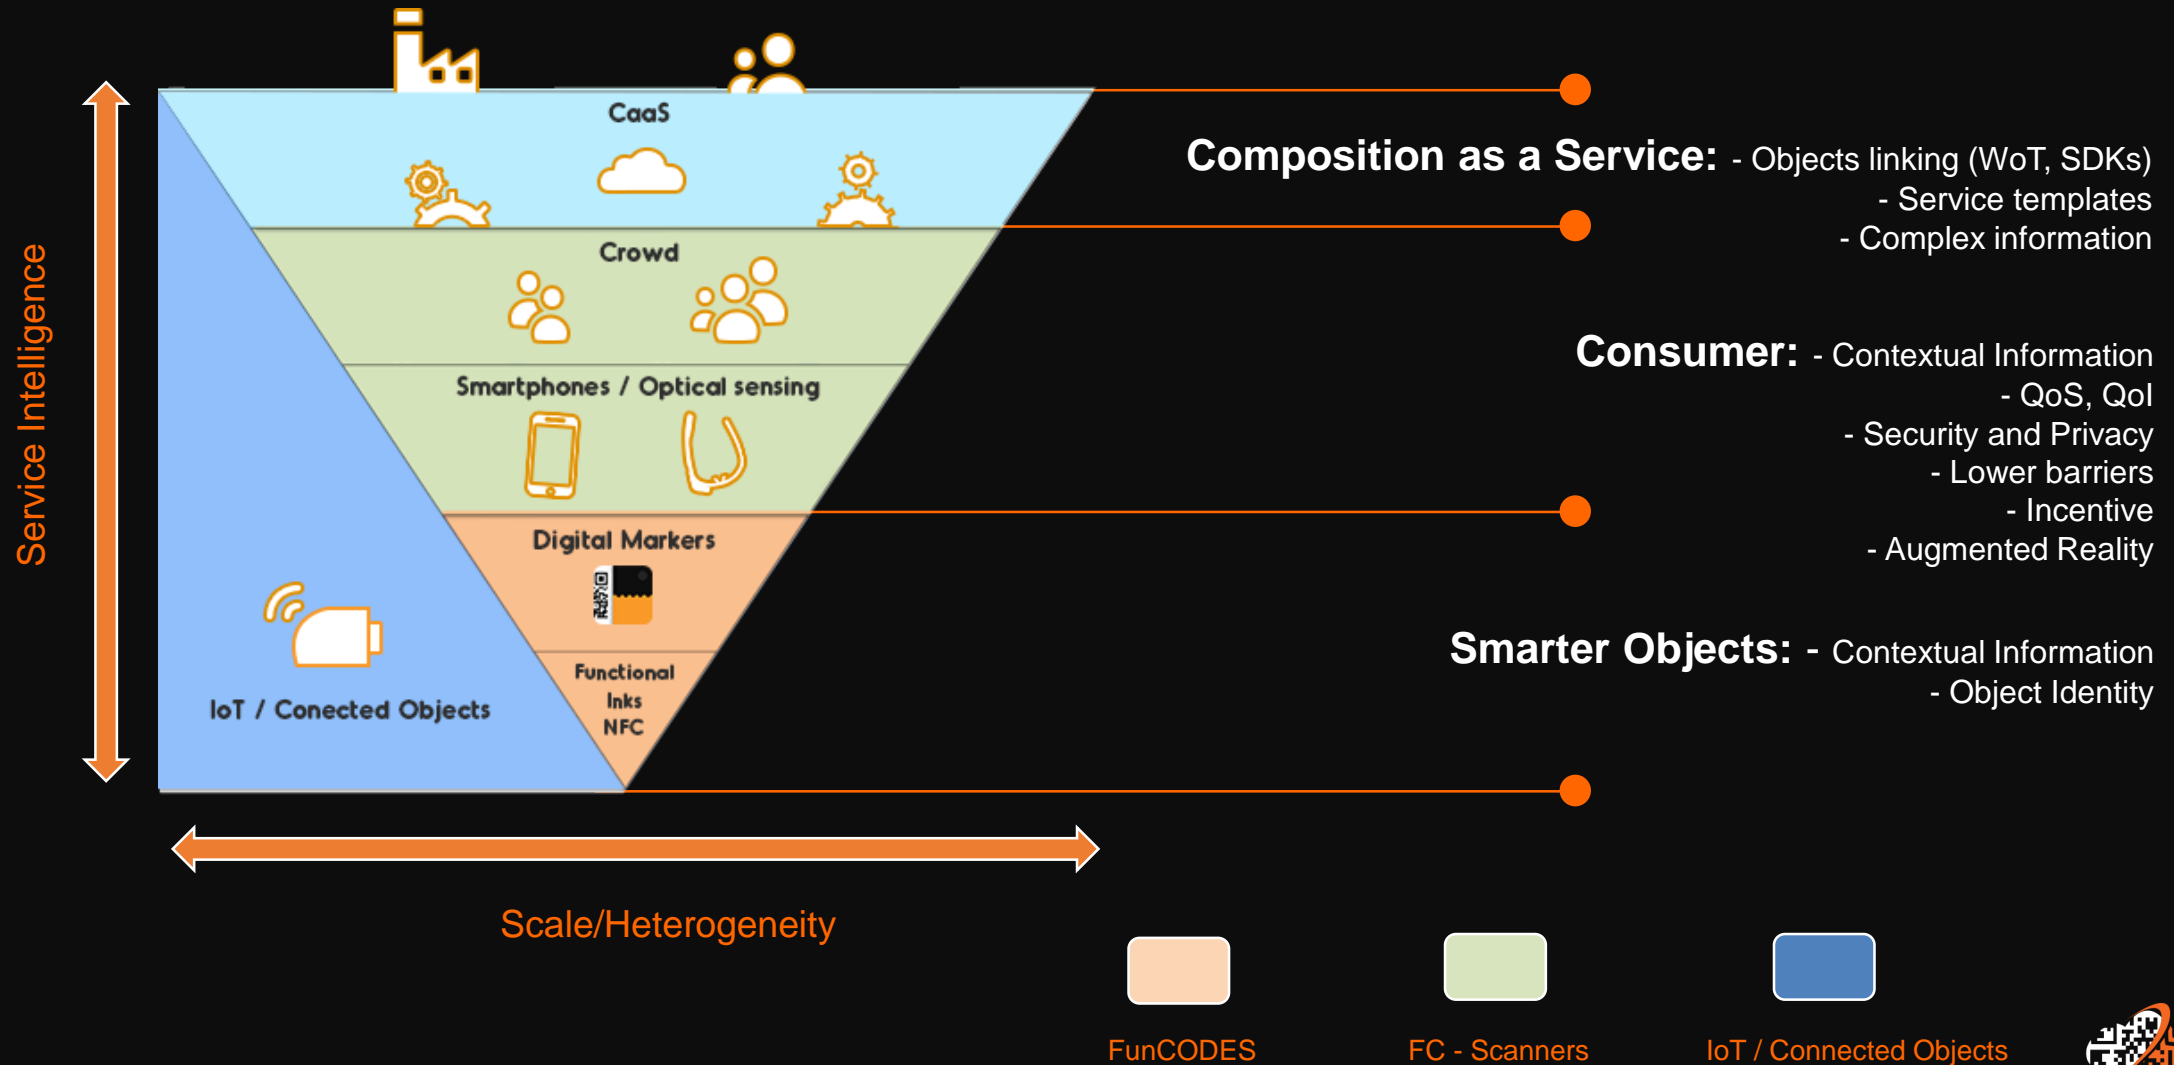 CaaS
Composition as a Service: - Objects linking (WoT, SDKs)
- Service templates
- Complex information
Crowd
Smartphones / Optical sensing
Consumer: - Contextual Information
- QoS, QoI
- Security and Privacy
- Lower barriers
- Incentive
- Augmented Reality
Digital Markers
Functional
Inks
NFC
Smarter Objects: - Contextual Information
- Object Identity
IoT / Conected Objects
Service Intelligence
Scale/Heterogeneity
FunCODES
FC - Scanners
IoT / Connected Objects